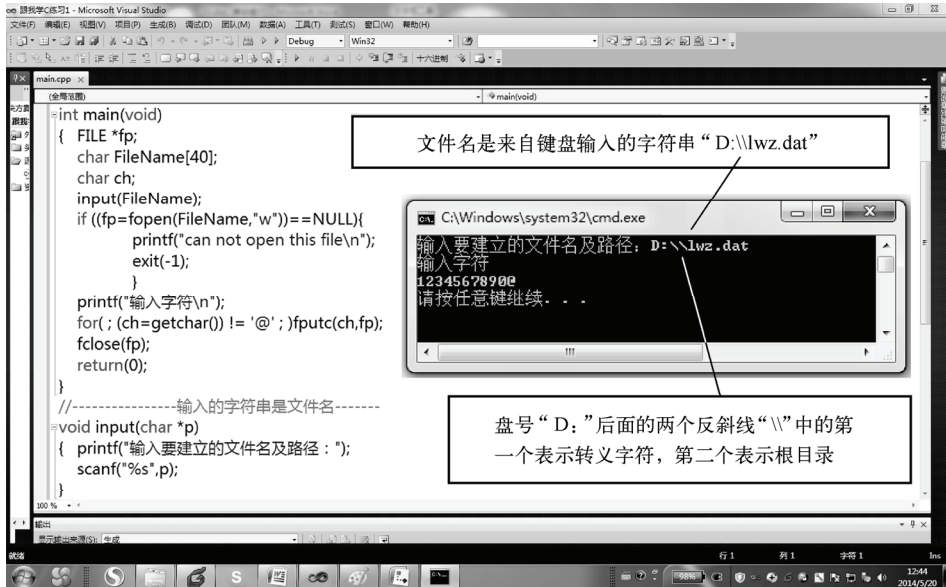 跟我学C练习1 - Microsoft Visual Studio
文件(F) 编辑(E) 视图(V) 项目(P) 生成(B) 调试(D) 团队(M) 数据(A) 工具(T) 测试(S) 窗口(W) 帮助(H)
Debug Win32
十六进制
main.cpp
(全局范围) main(void)
int main(void)
{ FILE *fp;
char FileName[40];
char ch;
input(FileName);
if ((fp=fopen(FileName,"w"))==NULL){
printf("can not open this file\n");
exit(-1);
}
printf("输入字符\n");
for( ; (ch=getchar()) != '@' ; )fputc(ch,fp);
fclose(fp);
return(0);
}
//----------------输入的字符串是文件名-------
void input(char *p)
{ printf("输入要建立的文件名及路径：");
scanf("%s",p);
}
文件名是来自键盘输入的字符串“D:\\lwz.dat”
C:\Windows\system32\cmd.exe
输入要建立的文件名及路径：D:\\lwz.dat
输入字符
1234567890@
请按任意键继续. . .
盘号“D：”后面的两个反斜线“\\”中的第
一个表示转义字符，第二个表示根目录
100 %
输出
显示输出来源(S): 生成
就绪 行 1 列 1 字符 1 Ins
98%
12:44
2014/5/20